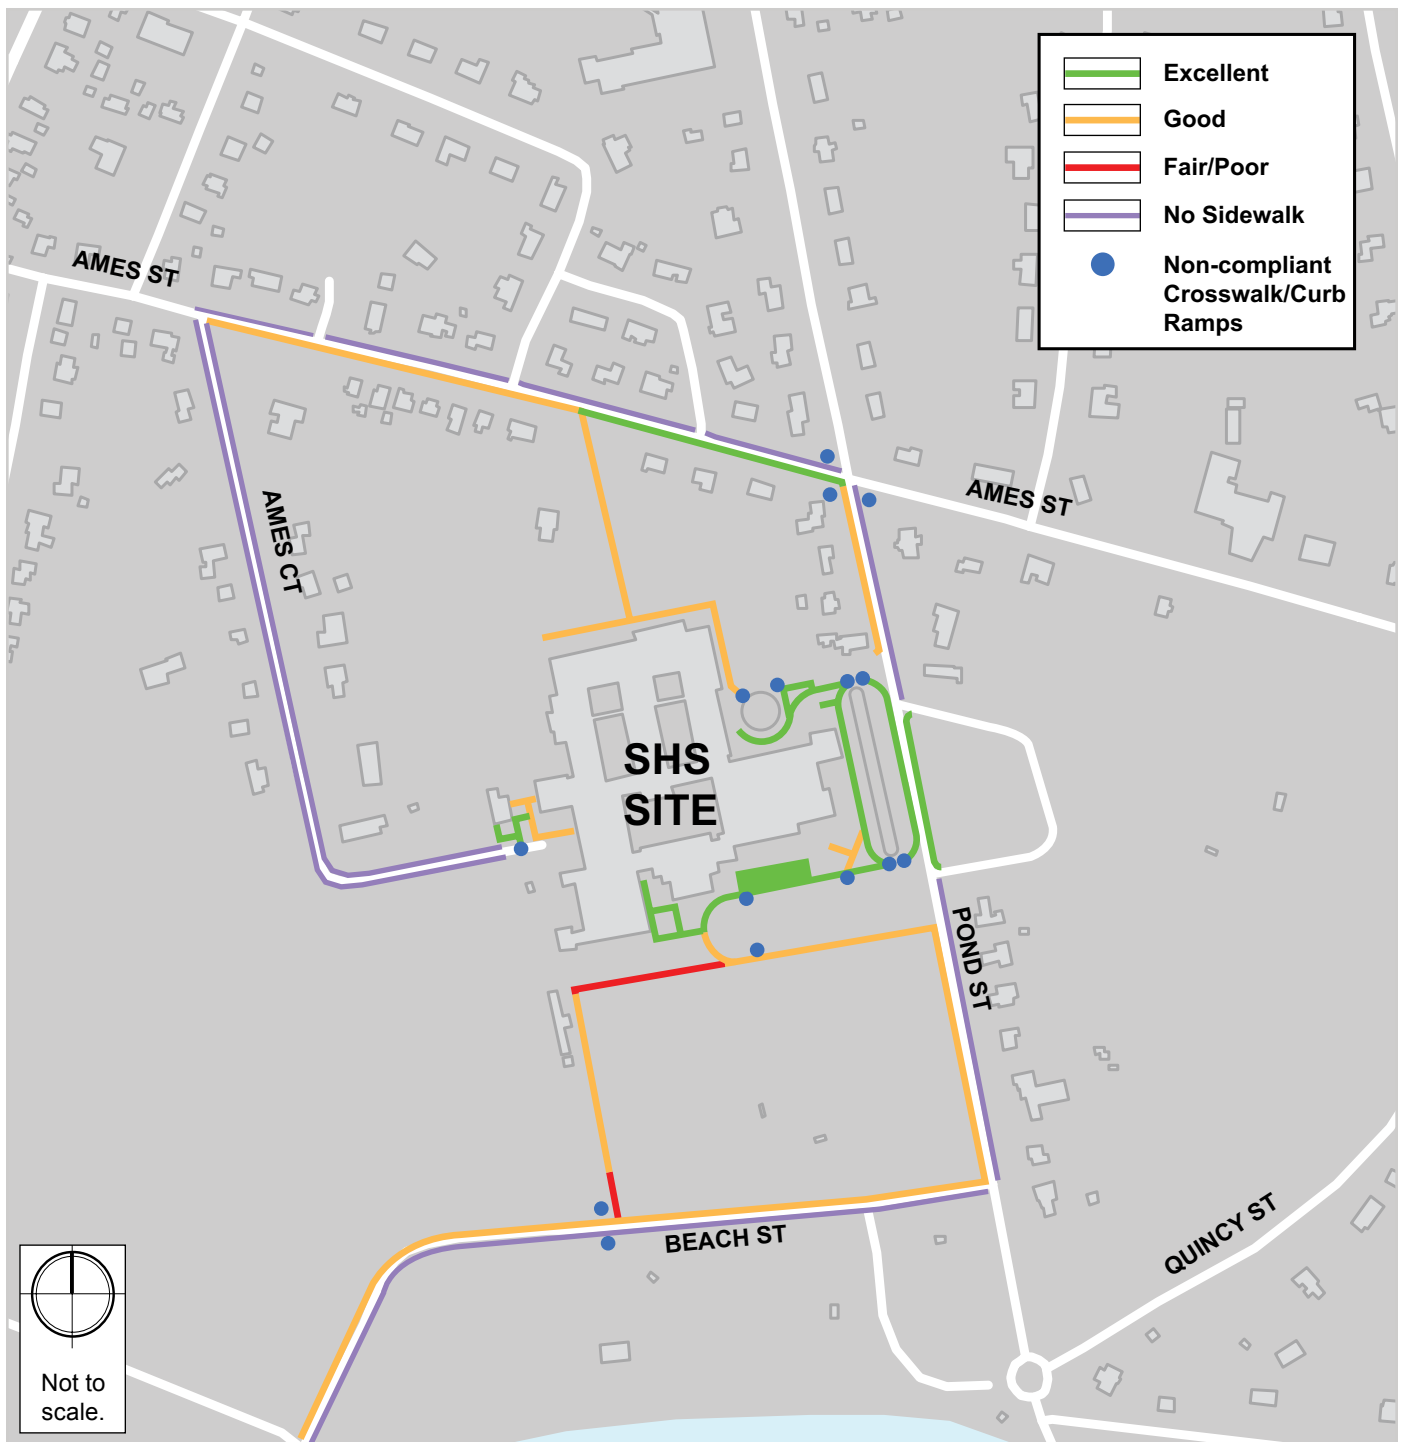 Excellent
Good
Fair/Poor
No Sidewalk
Non-compliant
Crosswalk/Curb
Ramps
AMES ST
AMES ST
AMES CT
SHS
SITE
POND ST
BEACH ST
QUINCY ST
Not to
scale.